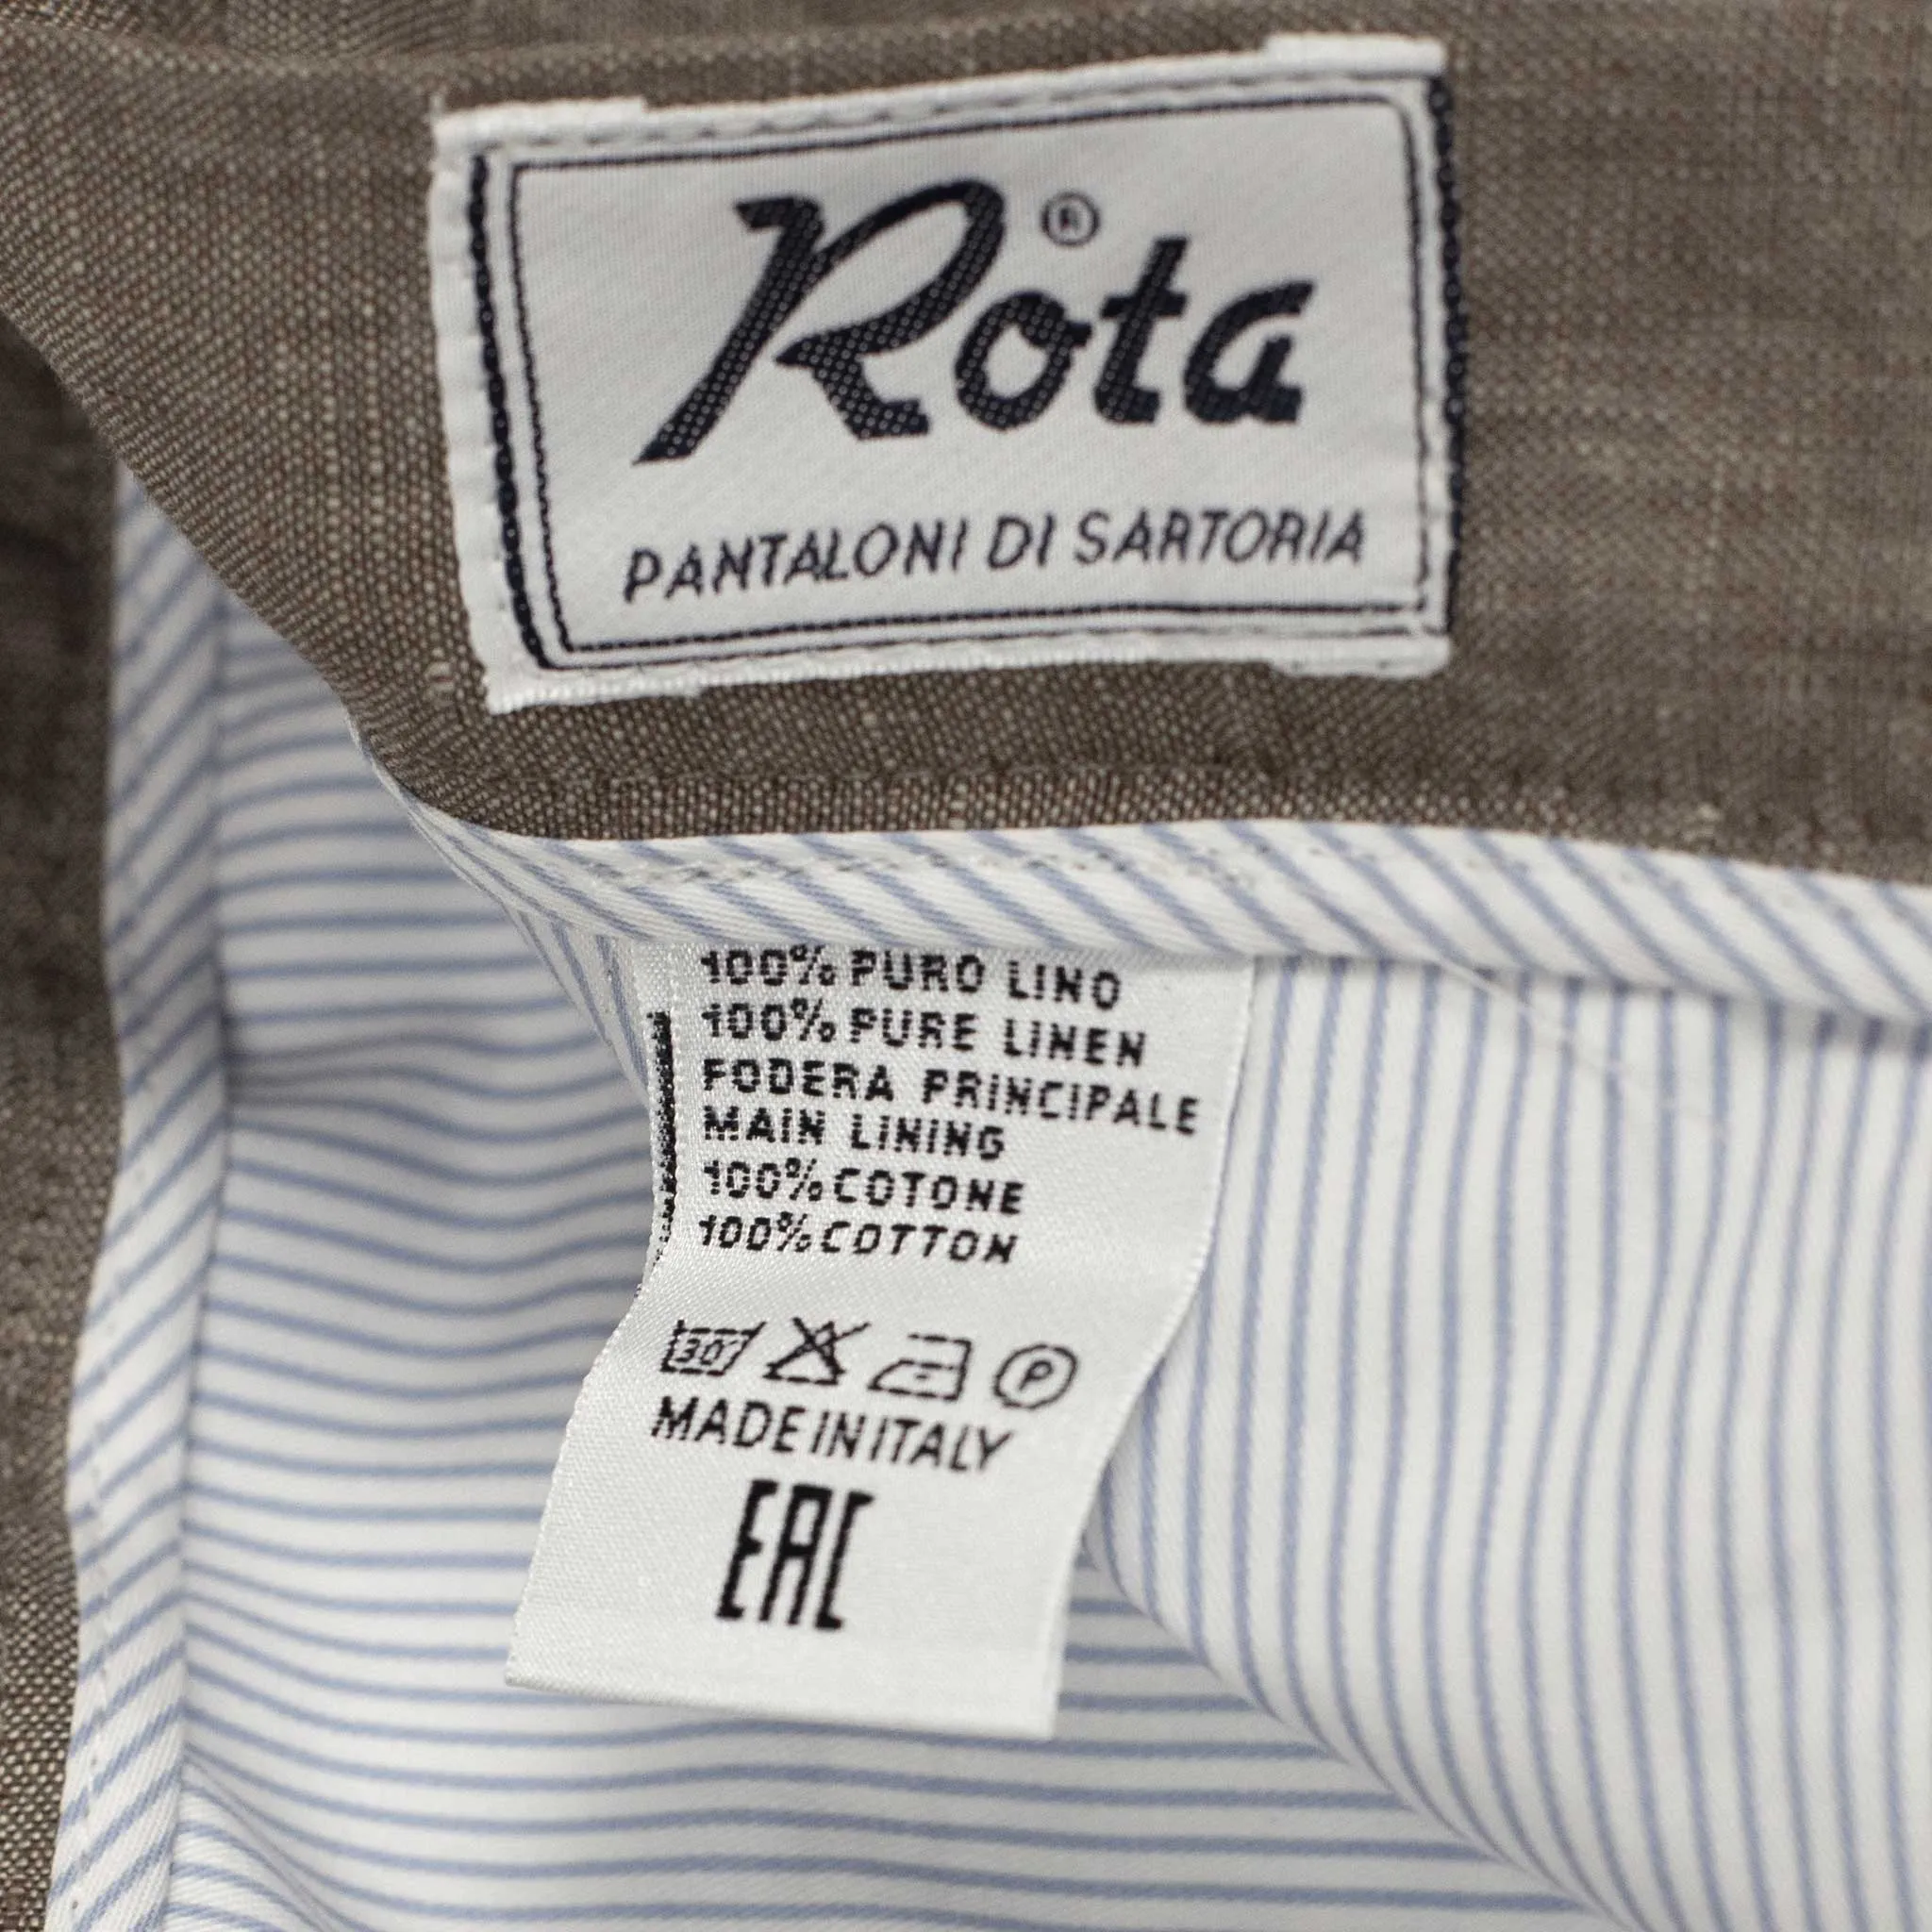 Rota®
PANTALONI DI SARTORIA
100% PURO LINO
100% PURE LINEN
FODERA PRINCIPALE
MAIN LINING
100% COTONE
100% COTTON
30° P
MADE IN ITALY
EAC